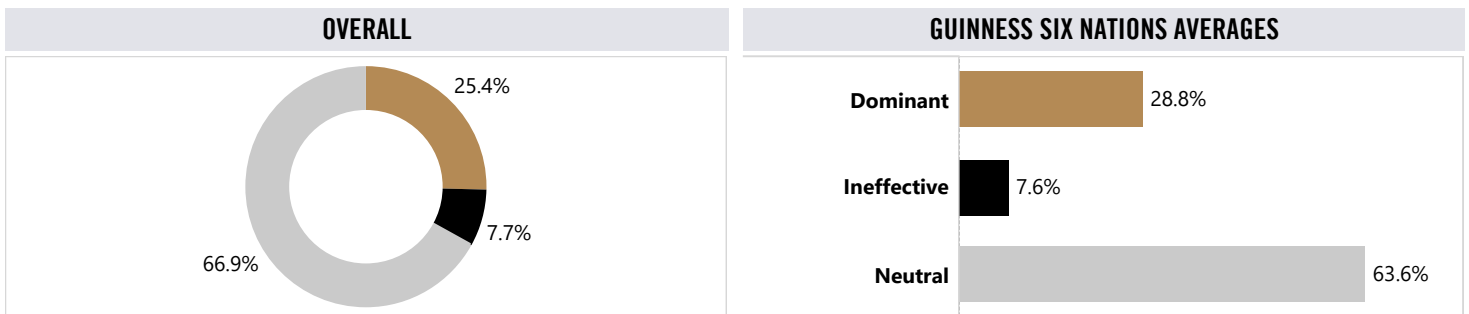 OVERALL
25.4%
7.7%
66.9%
GUINNESS SIX NATIONS AVERAGES
Dominant 28.8%
Ineffective 7.6%
Neutral 63.6%